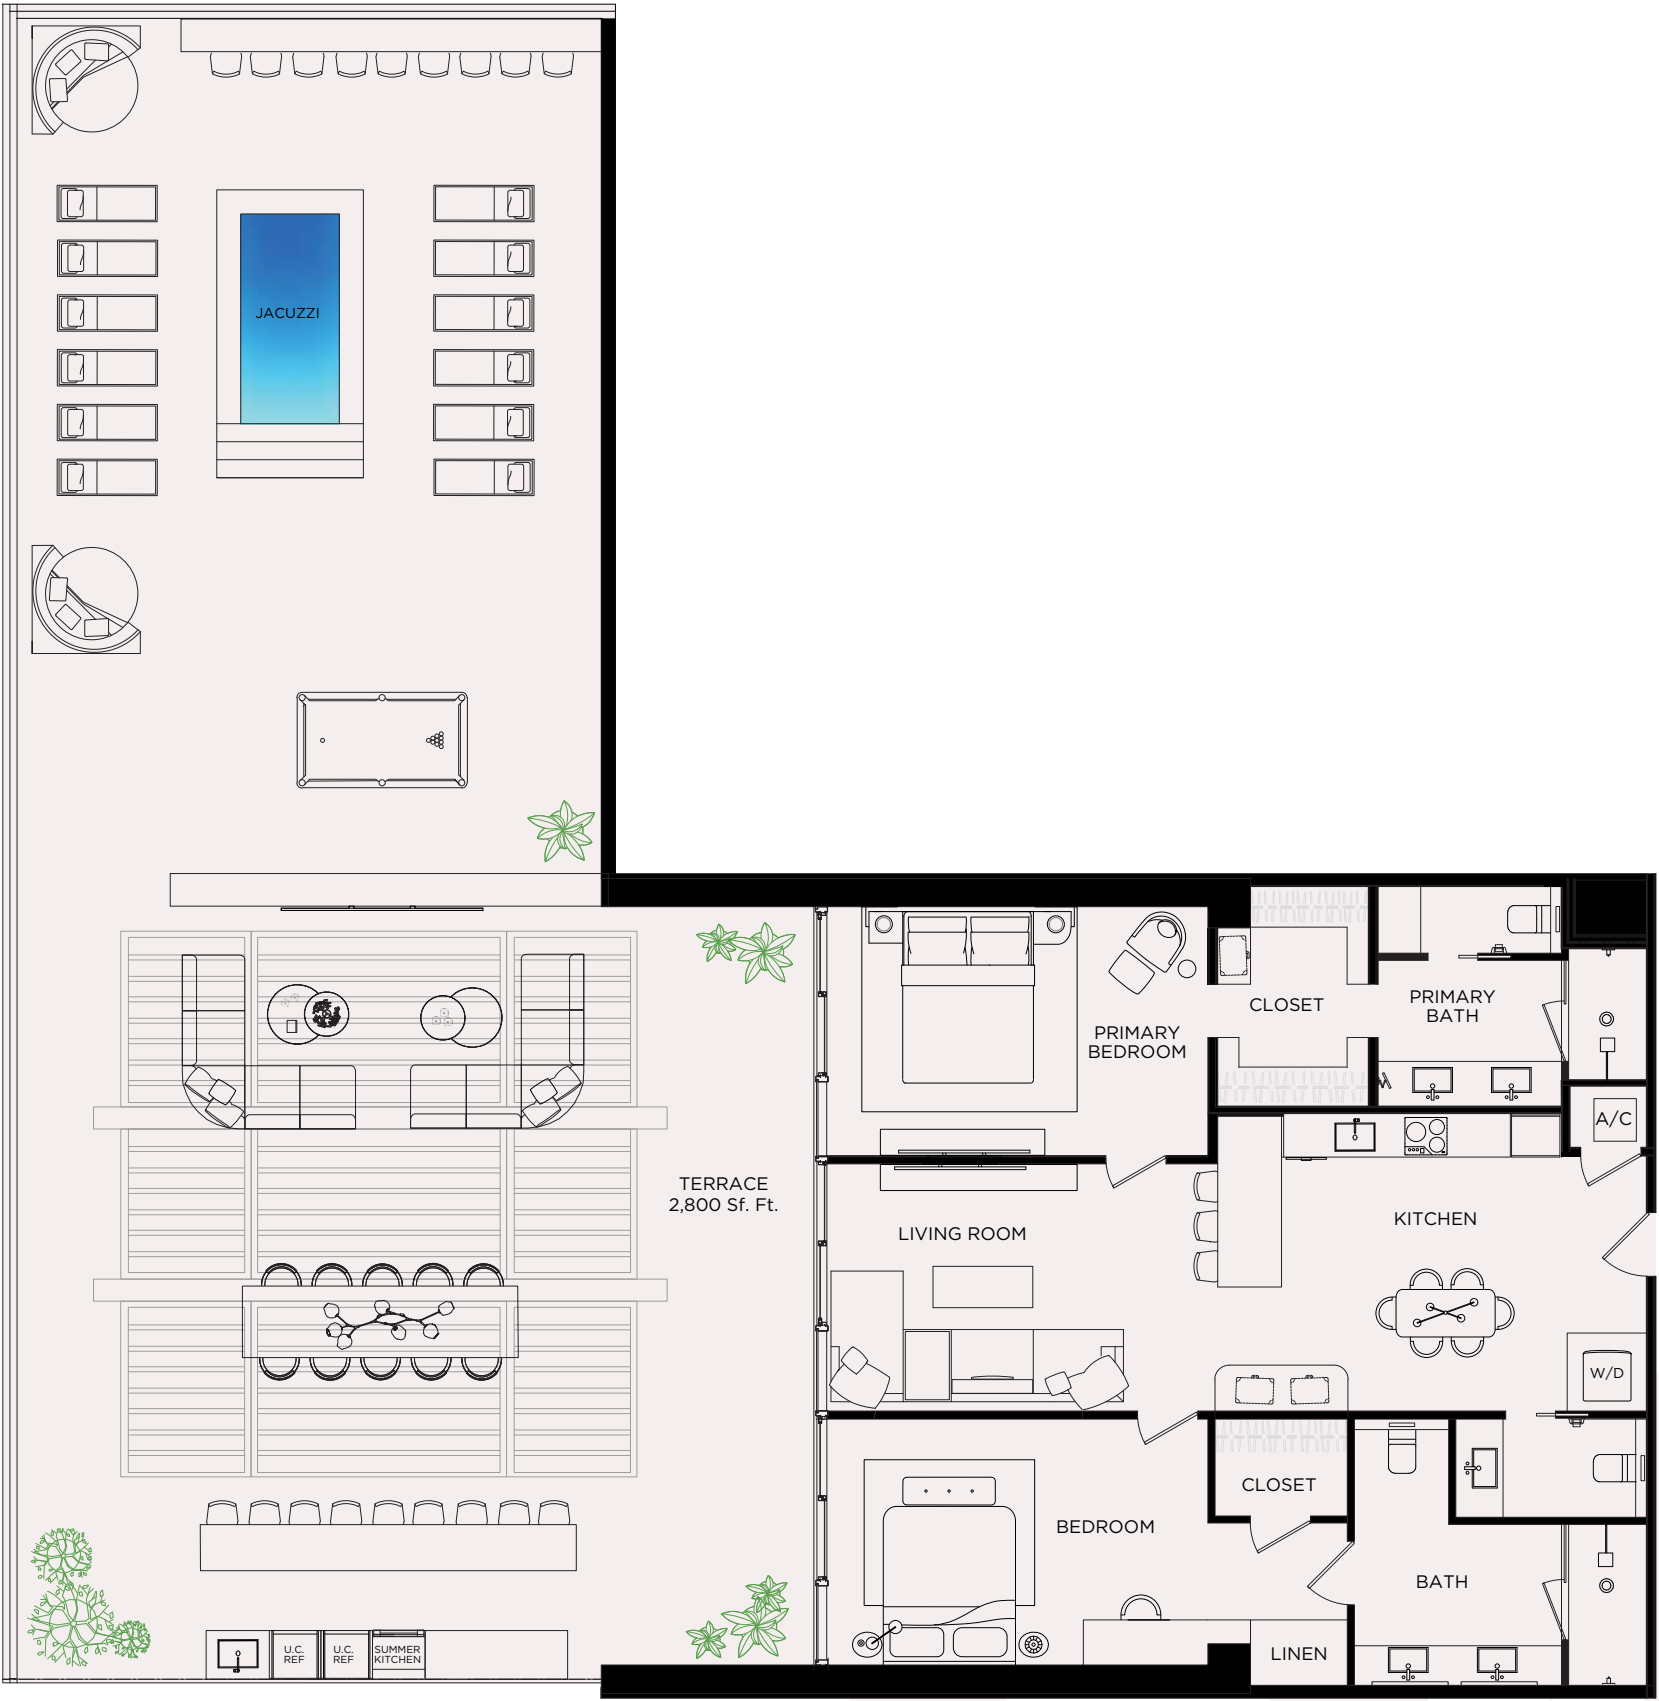 JACUZZI
CLOSET
PRIMARY
BATH
PRIMARY
BEDROOM
A/C
TERRACE
2,800 Sf. Ft.
LIVING ROOM
KITCHEN
W/D
CLOSET
BEDROOM
BATH
U.C.
REF
U.C.
REF
SUMMER
KITCHEN
LINEN